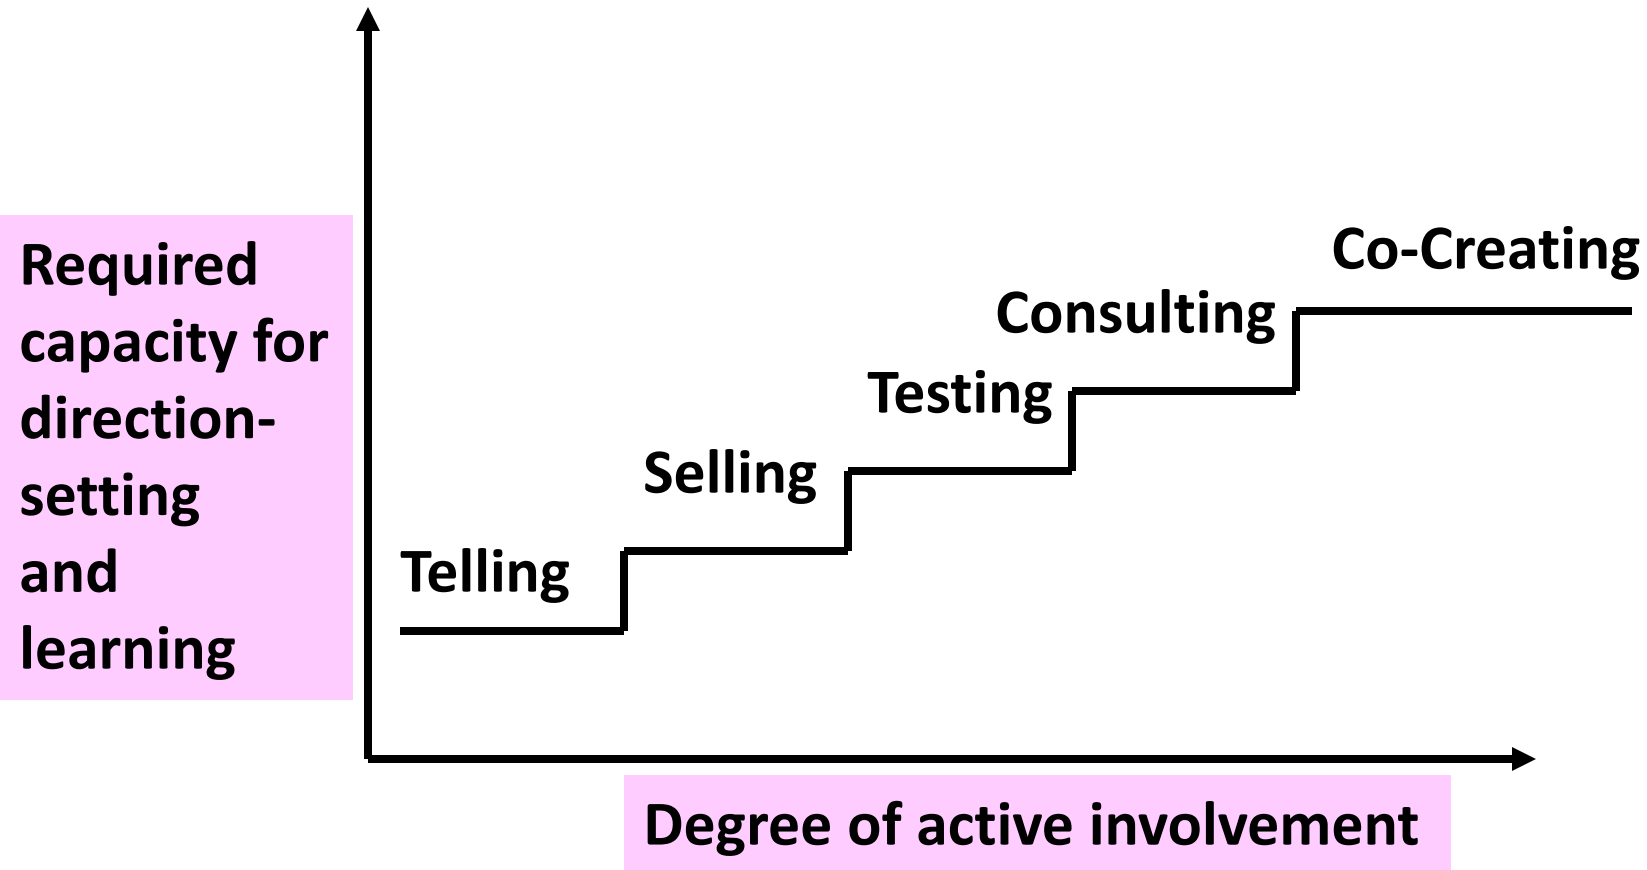 Co-Creating
Consulting
Testing
Selling
Telling
Required
capacity for
direction-
setting
and
learning
Degree of active involvement